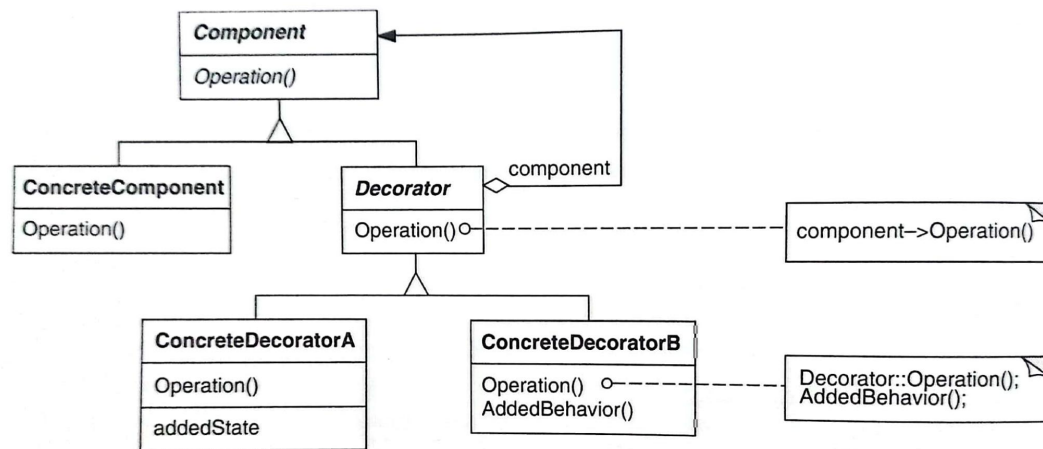 Component
Operation()
ConcreteComponent
Operation()
Decorator
Operation()
component
component–>Operation()
ConcreteDecoratorA
Operation()
addedState
ConcreteDecoratorB
Operation()
AddedBehavior()
Decorator::Operation();
AddedBehavior();